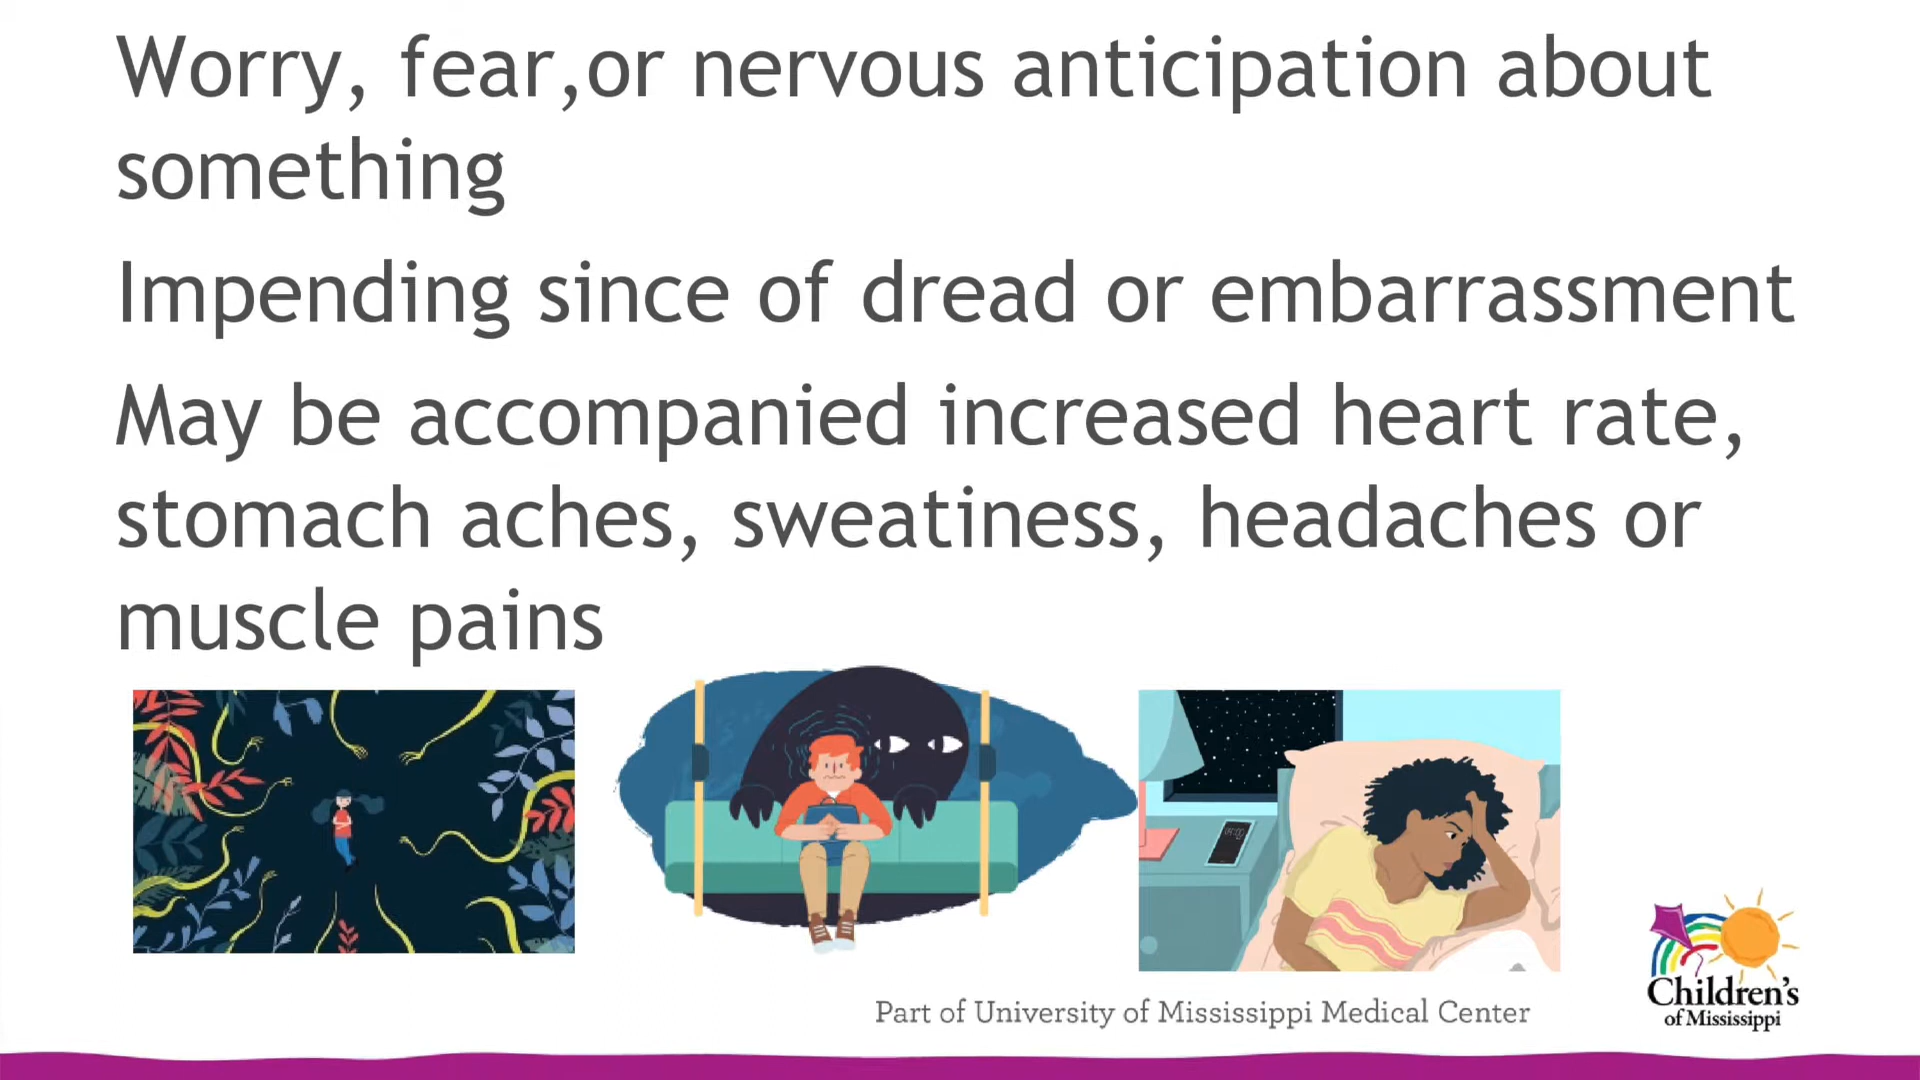 Worry, fear,or nervous anticipation about
something
Impending since of dread or embarrassment
May be accompanied increased heart rate,
stomach aches, sweatiness, headaches or
muscle pains
Part of University of Mississippi Medical Center
Children's
of Mississippi